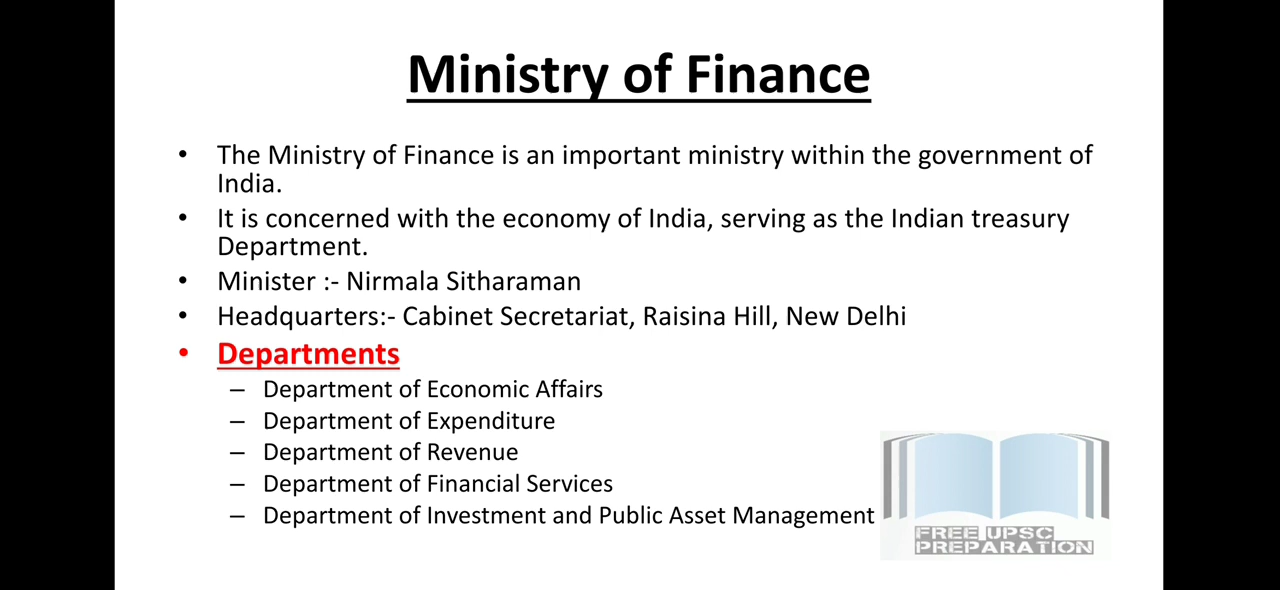 Ministry of Finance
• The Ministry of Finance is an important ministry within the government of
India.
• It is concerned with the economy of India, serving as the Indian treasury
Department.
• Minister :- Nirmala Sitharaman
• Headquarters:- Cabinet Secretariat, Raisina Hill, New Delhi
• Departments
– Department of Economic Affairs
– Department of Expenditure
– Department of Revenue
– Department of Financial Services
– Department of Investment and Public Asset Management
FREE UPSC
PREPARATION